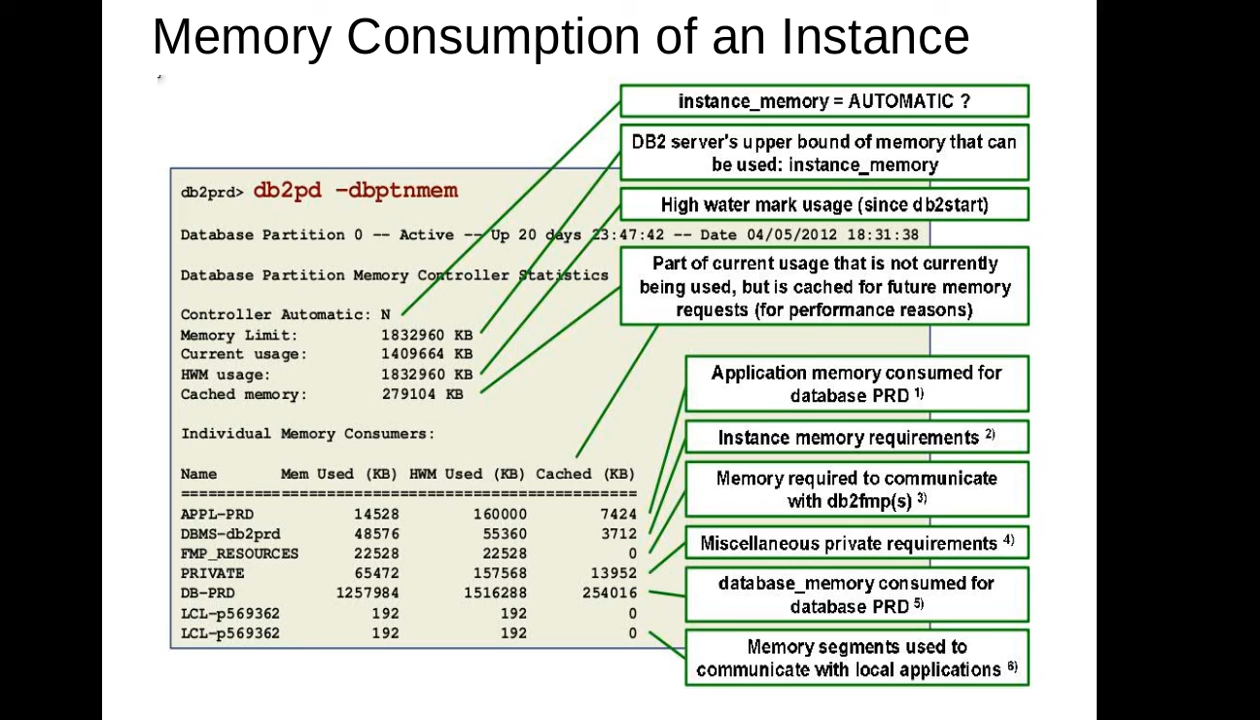 Memory Consumption of an Instance
instance_memory = AUTOMATIC ?
DB2 server's upper bound of memory that can
be used: instance_memory
High water mark usage (since db2start)
Part of current usage that is not currently
being used, but is cached for future memory
requests (for performance reasons)
db2prd> db2pd -dbptnmem
Database Partition 0 -- Active -- Up 20 days 23:47:42 -- Date 04/05/2012 18:31:38
Database Partition Memory Controller Statistics
Controller Automatic: N
Memory Limit: 1832960 KB
Current usage: 1409664 KB
HWM usage: 1832960 KB
Cached memory: 279104 KB
Individual Memory Consumers:
Name Mem Used (KB) HWM Used (KB) Cached (KB)
===================================================
APPL-PRD 14528 160000 7424
DBMS-db2prd 48576 55360 3712
FMP_RESOURCES 22528 22528 0
PRIVATE 65472 157568 13952
DB-PRD 1257984 1516288 254016
LCL-p569362 192 192 0
LCL-p569362 192 192 0
Application memory consumed for
database PRD 1)
Instance memory requirements 2)
Memory required to communicate
with db2fmp(s) 3)
Miscellaneous private requirements 4)
database_memory consumed for
database PRD 5)
Memory segments used to
communicate with local applications 6)